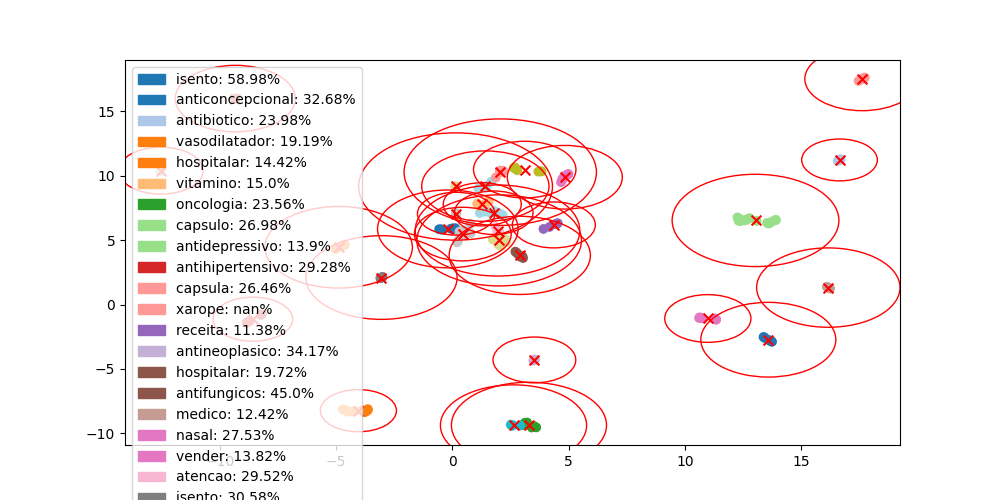 isento: 58.98%
anticoncepcional: 32.68%
antibiotico: 23.98%
vasodilatador: 19.19%
hospitalar: 14.42%
vitamino: 15.0%
oncologia: 23.56%
capsulo: 26.98%
antidepressivo: 13.9%
antihipertensivo: 29.28%
capsula: 26.46%
xarope: nan%
receita: 11.38%
antineoplasico: 34.17%
hospitalar: 19.72%
antifungicos: 45.0%
medico: 12.42%
nasal: 27.53%
vender: 13.82%
atencao: 29.52%
isento: 30.58%
15
10
5
0
−5
−10
−10
−5
0
5
10
15